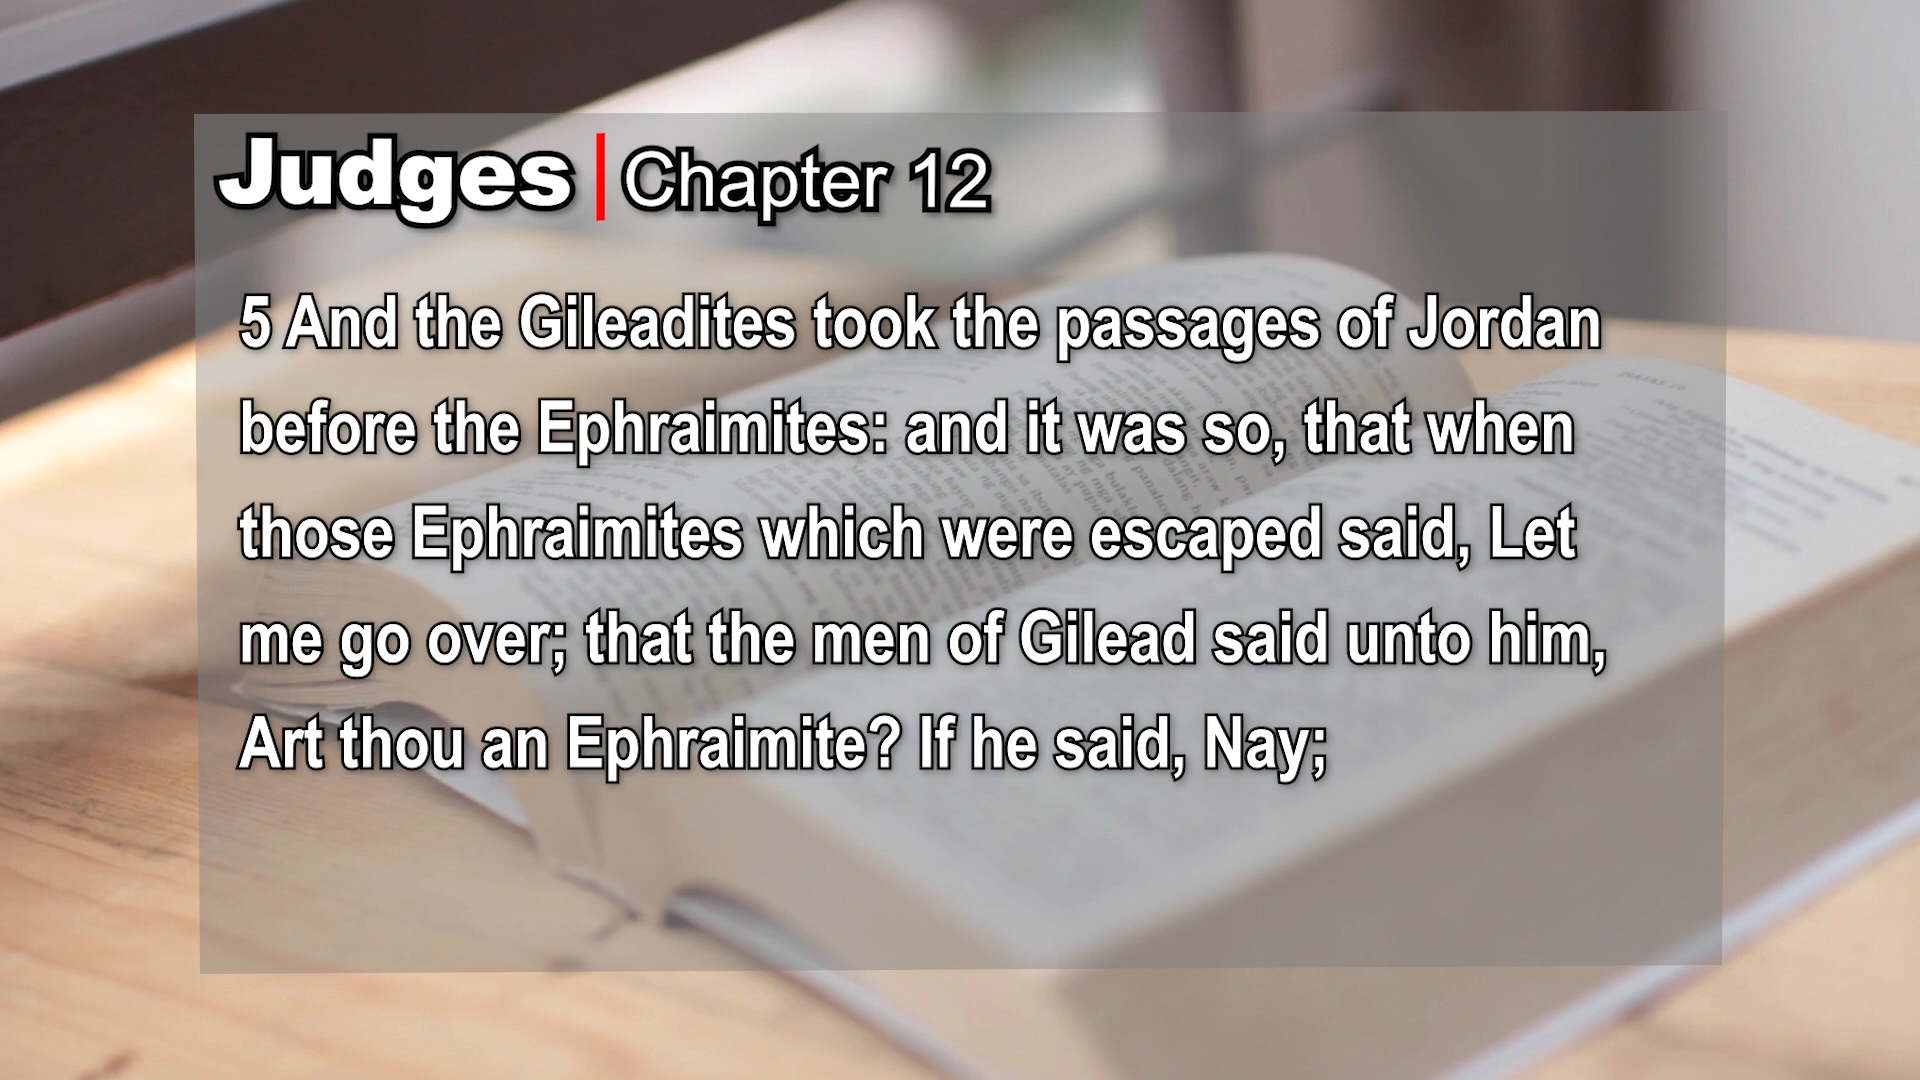 Judges | Chapter 12
5 And the Gileadites took the passages of Jordan
before the Ephraimites: and it was so, that when
those Ephraimites which were escaped said, Let
me go over; that the men of Gilead said unto him,
Art thou an Ephraimite? If he said, Nay;